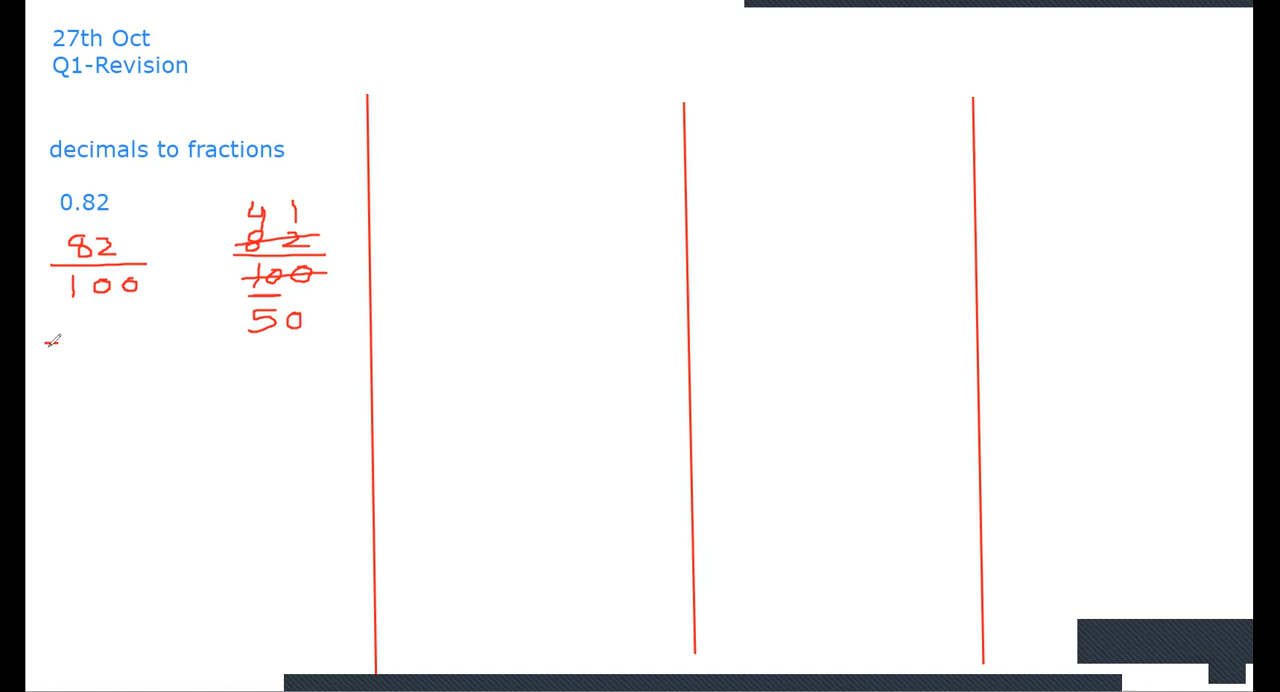 27th Oct
Q1-Revision
decimals to fractions
0.82
82
100
41
82
100
50